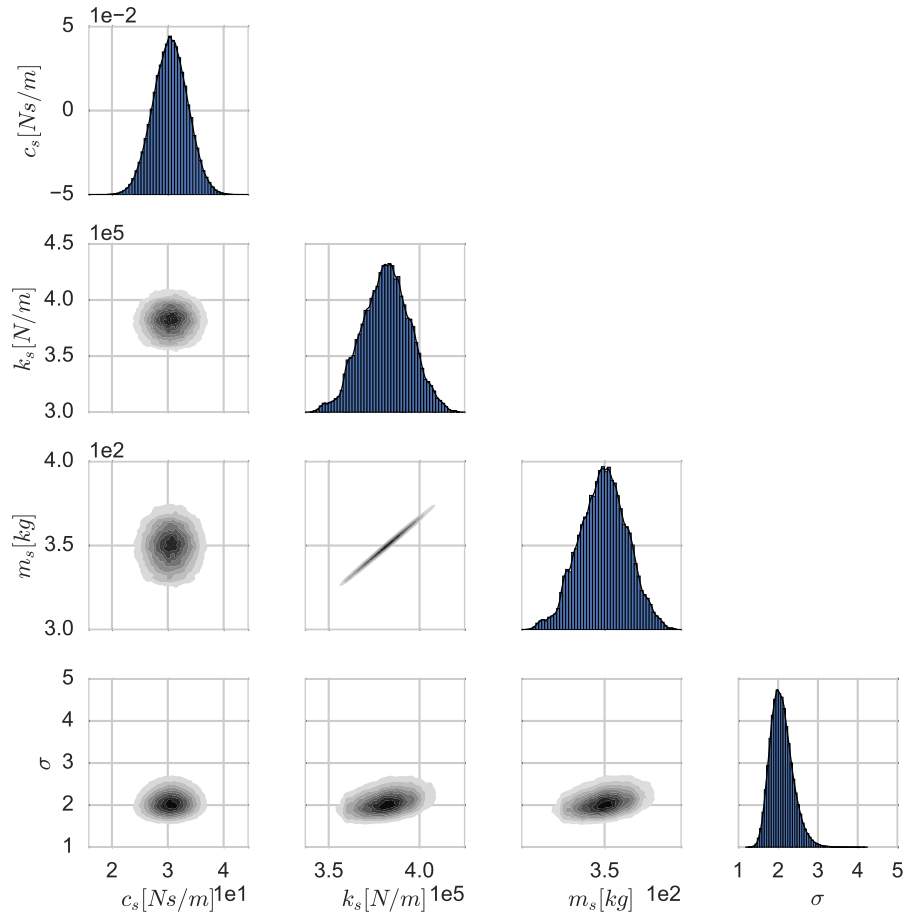 1e−2
5
0
−5
c_s[Ns/m]
1e5
4.5
4.0
3.5
3.0
k_s[N/m]
1e2
4.0
3.5
3.0
m_s[kg]
5
4
3
2
1
σ
2 3 4 3.5 4.0 3.5 1 2 3 4 5
c_s[Ns/m] 1e1 k_s[N/m] 1e5 m_s[kg] 1e2 σ